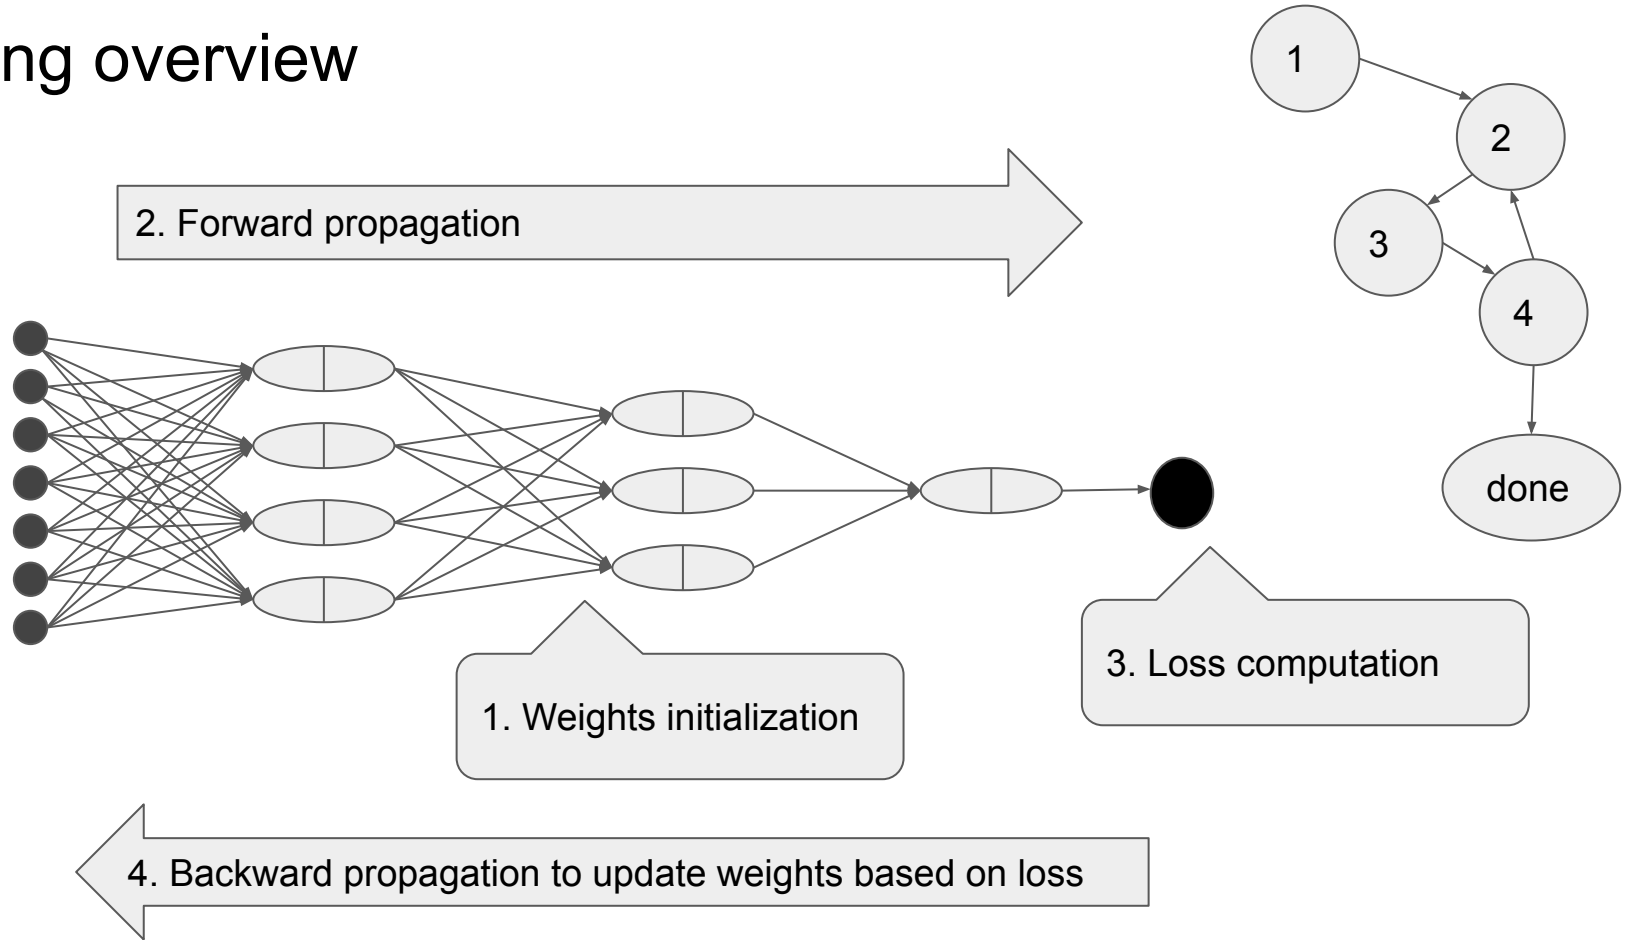 ng overview
1
2
2. Forward propagation
3
4
done
3. Loss computation
1. Weights initialization
4. Backward propagation to update weights based on loss